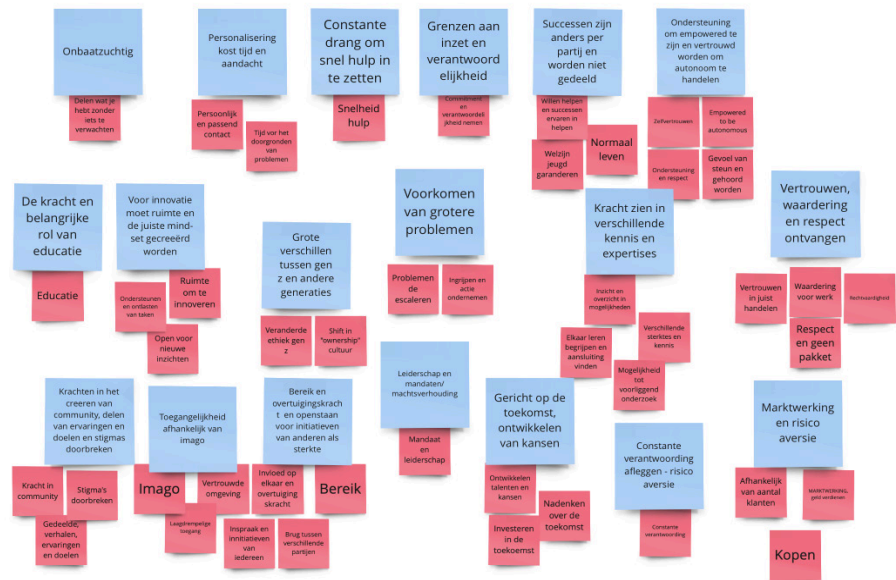 Onbaatzuchtig
Delen wat je
hebt zonder
iets te
verwachten
Personalisering
kost tijd en
aandacht
Persoonlijk
en passend
contact
Tijd vor het
doorgronden
van
problemen
Constante
drang om
snel hulp in
te zetten
Snelheid
hulp
Grenzen aan
inzet en
verantwoord
elijkheid
Commitment
en
verantwoordeli
jkheid nemen
Successen zijn
anders per
partij en
worden niet
gedeeld
Willen helpen
en successen
ervaren in
helpen
Normaal
leven
Welzijn
jeugd
garanderen
Ondersteuning
om empowered te
zijn en vertrouwd
worden om
autonoom te
handelen
Zelfvertrouwen
Empowered
to be
autonomous
Ondersteuning
en respect
Gevoel van
steun en
gehoord
worden
De kracht en
belangrijke
rol van
educatie
Educatie
Voor innovatie
moet ruimte en
de juiste mind-
set gecreeërd
worden
Ruimte
om te
innoveren
Ondersteunen
en ontlasten
van taken
Open voor
nieuwe
inzichten
Grote
verschillen
tussen gen
z en andere
generaties
Veranderde
ethiek gen
z
Shift in
"ownership"
cultuur
Voorkomen
van grotere
problemen
Problemen
de
escaleren
Ingrijpen en
actie
ondernemen
Kracht zien in
verschillende
kennis en
expertises
Inzicht en
overzicht in
mogelijkheden
Verschillende
sterktes en
kennis
Elkaar leren
begrijpen en
aansluiting
vinden
Mogelijkheid
tot
voorliggend
onderzoek
Vertrouwen,
waardering
en respect
ontvangen
Vertrouwen
in juist
handelen
Waardering
voor werk
Rechtvaardigheid
Respect
en geen
pakket
Krachten in het
creeren van
community, delen
van ervaringen en
doelen en stigmas
doorbreken
Kracht in
community
Stigma's
doorbreken
Gedeelde,
verhalen,
ervaringen
en doelen
Toegangelijkheid
afhankelijk van
imago
Imago
Vertrouwde
omgeving
Laagdrempelige
toegang
Bereik en
overtuigingskrach
t en openstaan
voor initiatieven
van anderen als
sterkte
Invloed op
elkaar en
overtuiging
skracht
Bereik
Inspraak en
innitiatieven
van
iedereen
Brug tussen
verschillende
partijen
Leiderschap en
mandaten/
machtsverhouding
Mandaat
en
leiderschap
Gericht op de
toekomst,
ontwikkelen
van kansen
Ontwikkelen
talenten en
kansen
Nadenken
over de
toekomst
Investeren
in de
toekoemst
Constante
verantwoording
afleggen - risico
aversie
Constante
verantwoording
Marktwerking
en risico
aversie
Afhankelijk
van aantal
klanten
MARKTWERKING,
geld verdienen
Kopen